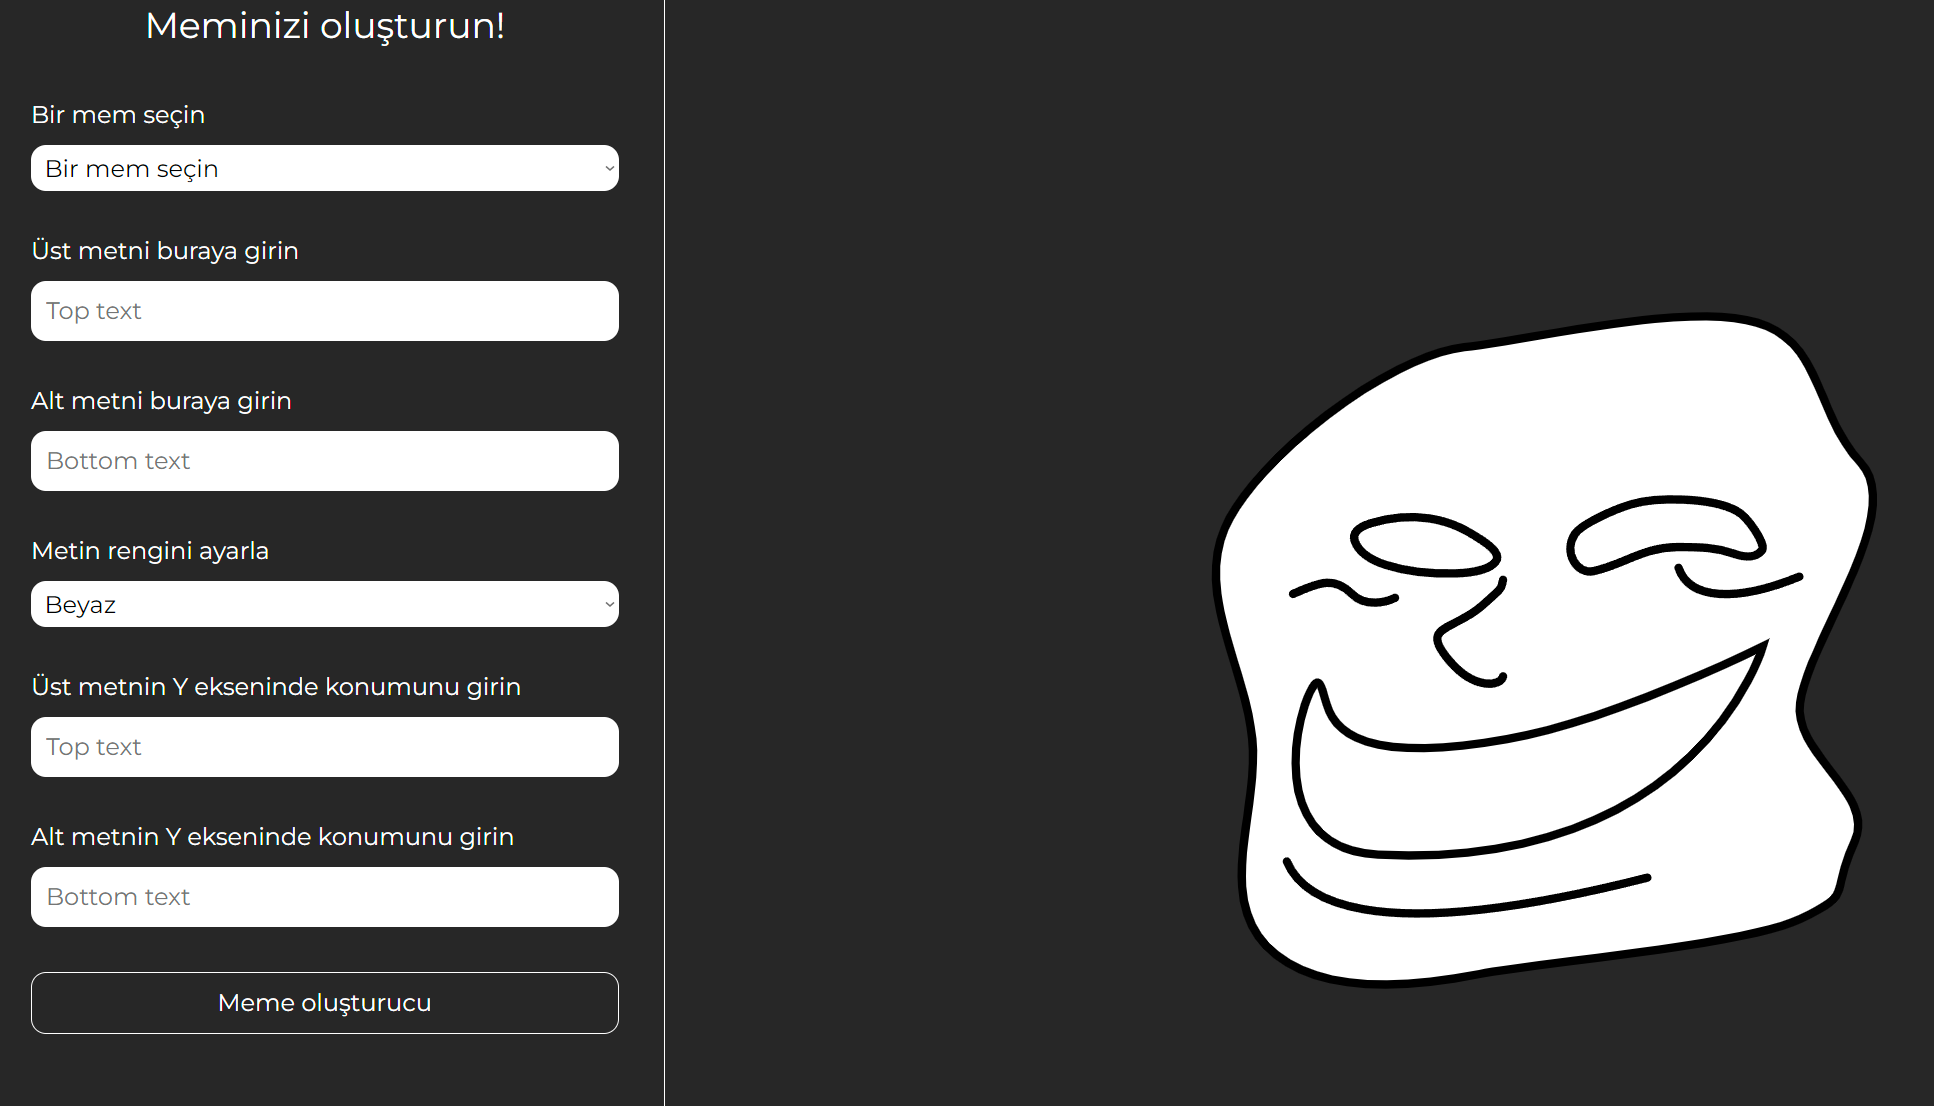 Meminizi oluşturun!
Bir mem seçin
Bir mem seçin
Üst metni buraya girin
Top text
Alt metni buraya girin
Bottom text
Metin rengini ayarla
Beyaz
Üst metnin Y ekseninde konumunu girin
Top text
Alt metnin Y ekseninde konumunu girin
Bottom text
Meme oluşturucu